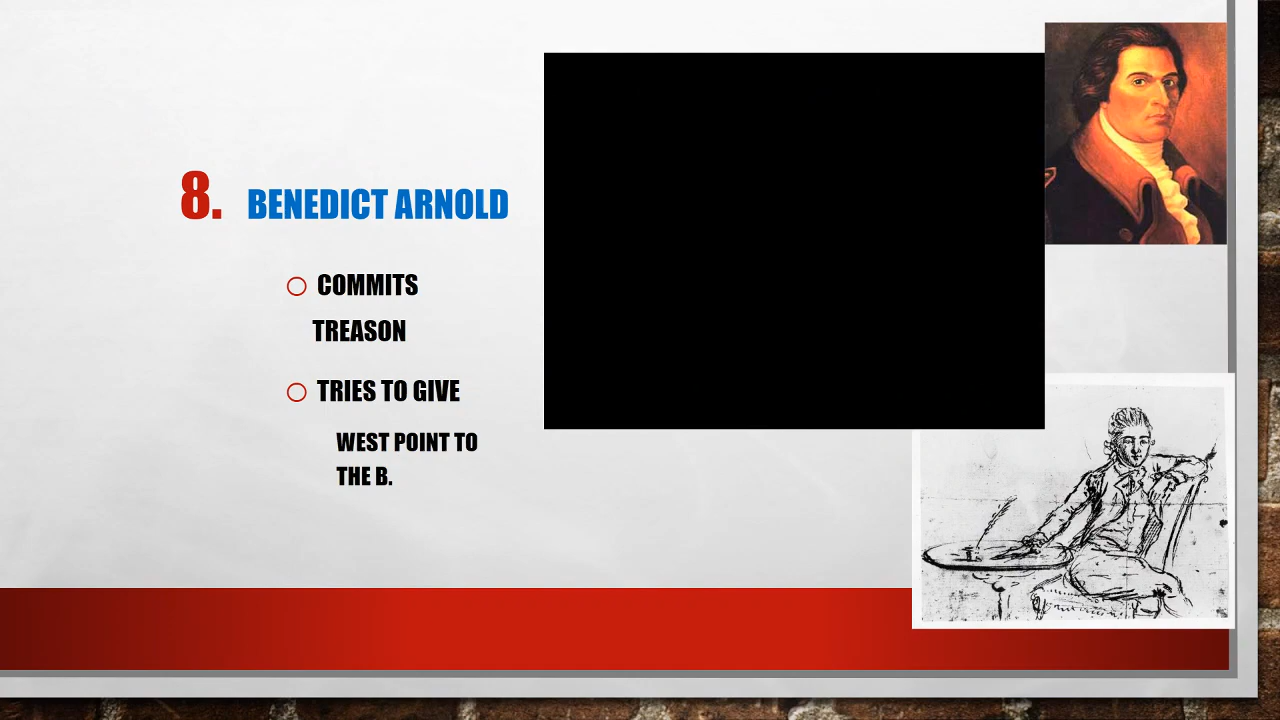 8. BENEDICT ARNOLD
COMMITS
TREASON
TRIES TO GIVE
WEST POINT TO
THE B.